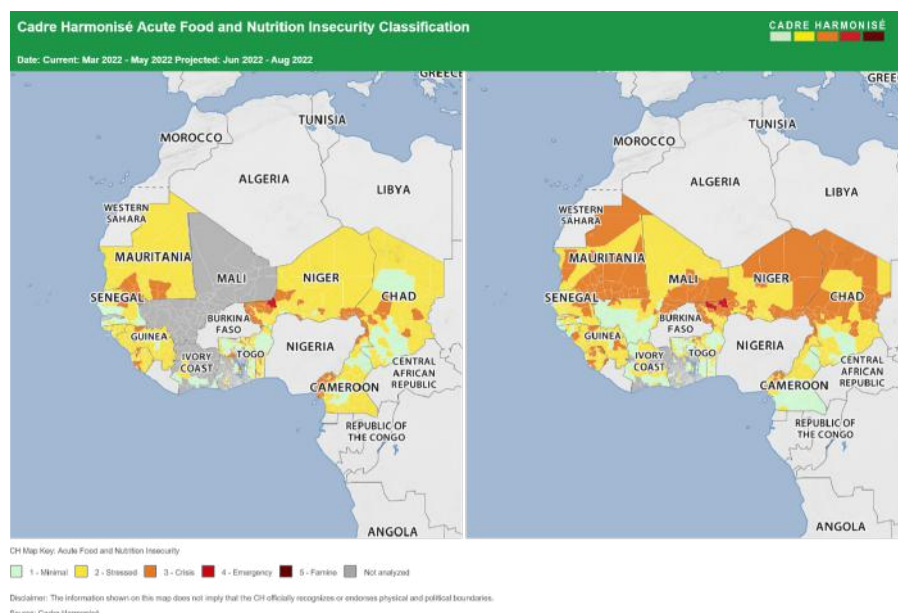 Cadre Harmonisé Acute Food and Nutrition Insecurity Classification
CADRE HARMONISÉ
Date: Current: Mar 2022 - May 2022 Projected: Jun 2022 - Aug 2022
GREECE
TUNISIA
MOROCCO
ALGERIA
LIBYA
WESTERN
SAHARA
MAURITANIA
MALI
NIGER
CHAD
SENEGAL
BURKINA
FASO
GUINEA
TOGO
NIGERIA
IVORY
COAST
CENTRAL
AFRICAN
REPUBLIC
CAMEROON
REPUBLIC OF
THE CONGO
ANGOLA
GREECE
TUNISIA
MOROCCO
ALGERIA
LIBYA
WESTERN
SAHARA
MAURITANIA
MALI
NIGER
CHAD
SENEGAL
BURKINA
FASO
GUINEA
TOGO
NIGERIA
IVORY
COAST
CENTRAL
AFRICAN
REPUBLIC
CAMEROON
REPUBLIC OF
THE CONGO
ANGOLA
CH Map Key: Acute Food and Nutrition Insecurity
1 - Minimal 2 - Stressed 3 - Crisis 4 - Emergency 5 - Famine Not analyzed
Disclaimer: The information shown on this map does not imply that the CH officially recognizes or endorses physical and political boundaries.
Source: Cadre Harmonisé